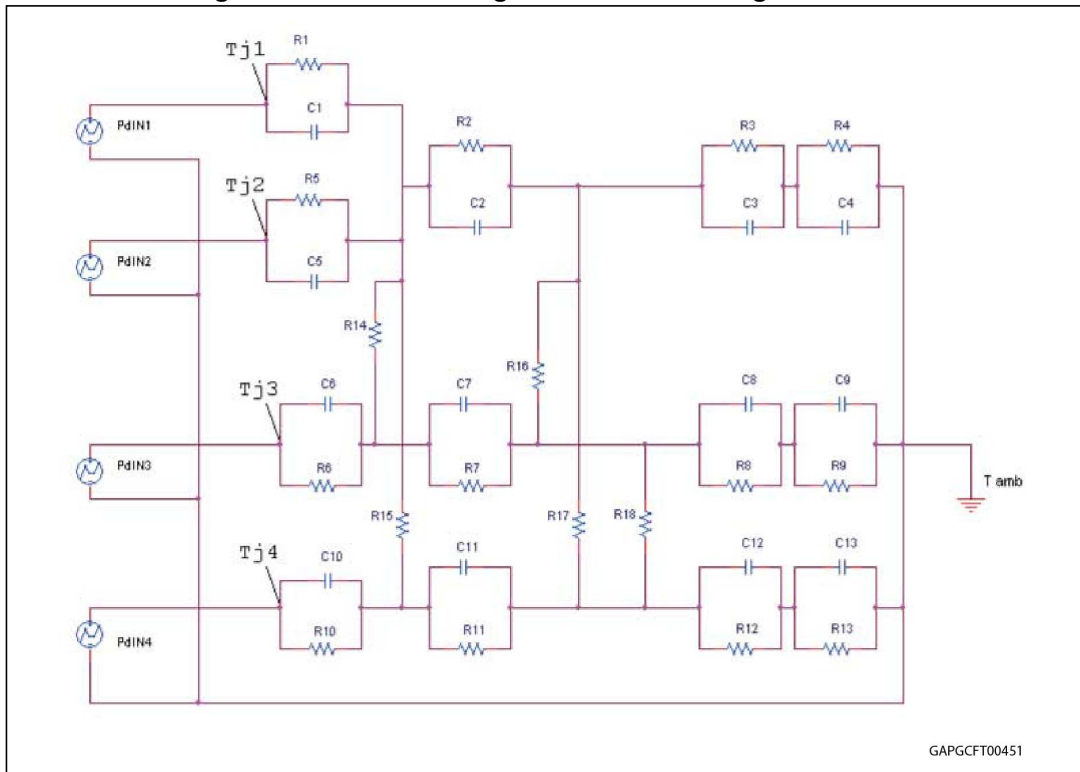 Tj1
R1
PdIN1
C1
R2
R3
R4
Tj2
R5
C2
C3
C4
PdIN2
C5
R14
R16
Tj3
C6
C7
C8
C9
PdIN3
R6
R7
R8
R9
T amb
R15
R17
R18
Tj4
C10
C11
C12
C13
PdIN4
R10
R11
R12
R13
GAPGCFT00451